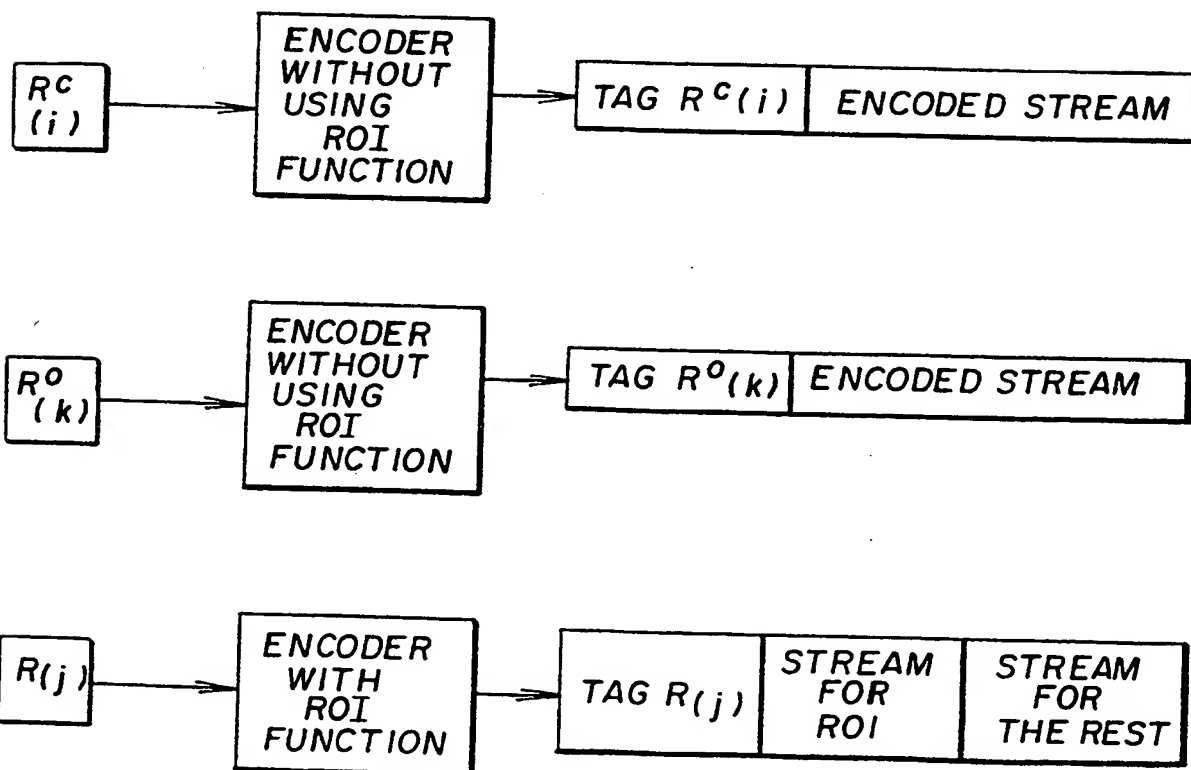 R^C
(i)
ENCODER
WITHOUT
USING
ROI
FUNCTION
TAG R^C(i)
ENCODED STREAM
R^O
(k)
ENCODER
WITHOUT
USING
ROI
FUNCTION
TAG R^O(k)
ENCODED STREAM
R(j)
ENCODER
WITH
ROI
FUNCTION
TAG R(j)
STREAM
FOR
ROI
STREAM
FOR
THE REST